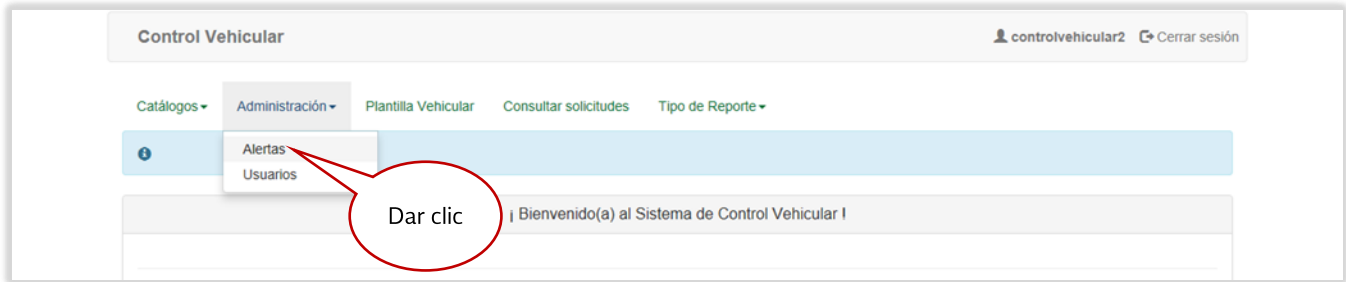 Control Vehicular
controlvehicular2 Cerrar sesión
Catálogos Administración Plantilla Vehicular Consultar solicitudes Tipo de Reporte
Alertas
Usuarios
Dar clic
¡ Bienvenido(a) al Sistema de Control Vehicular !